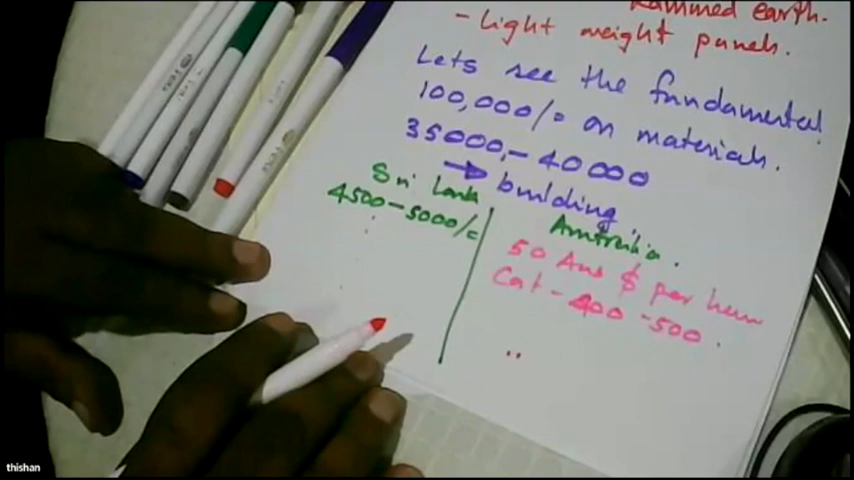 Rammed earth.
- light weight panels.
Lets see the fundamental
100,000/= on materials.
35000,- 40000
→ building
Sri Lanka
4500-5000/=
Australia.
50 Aus $ per
Cat - 400 -500.
thishan